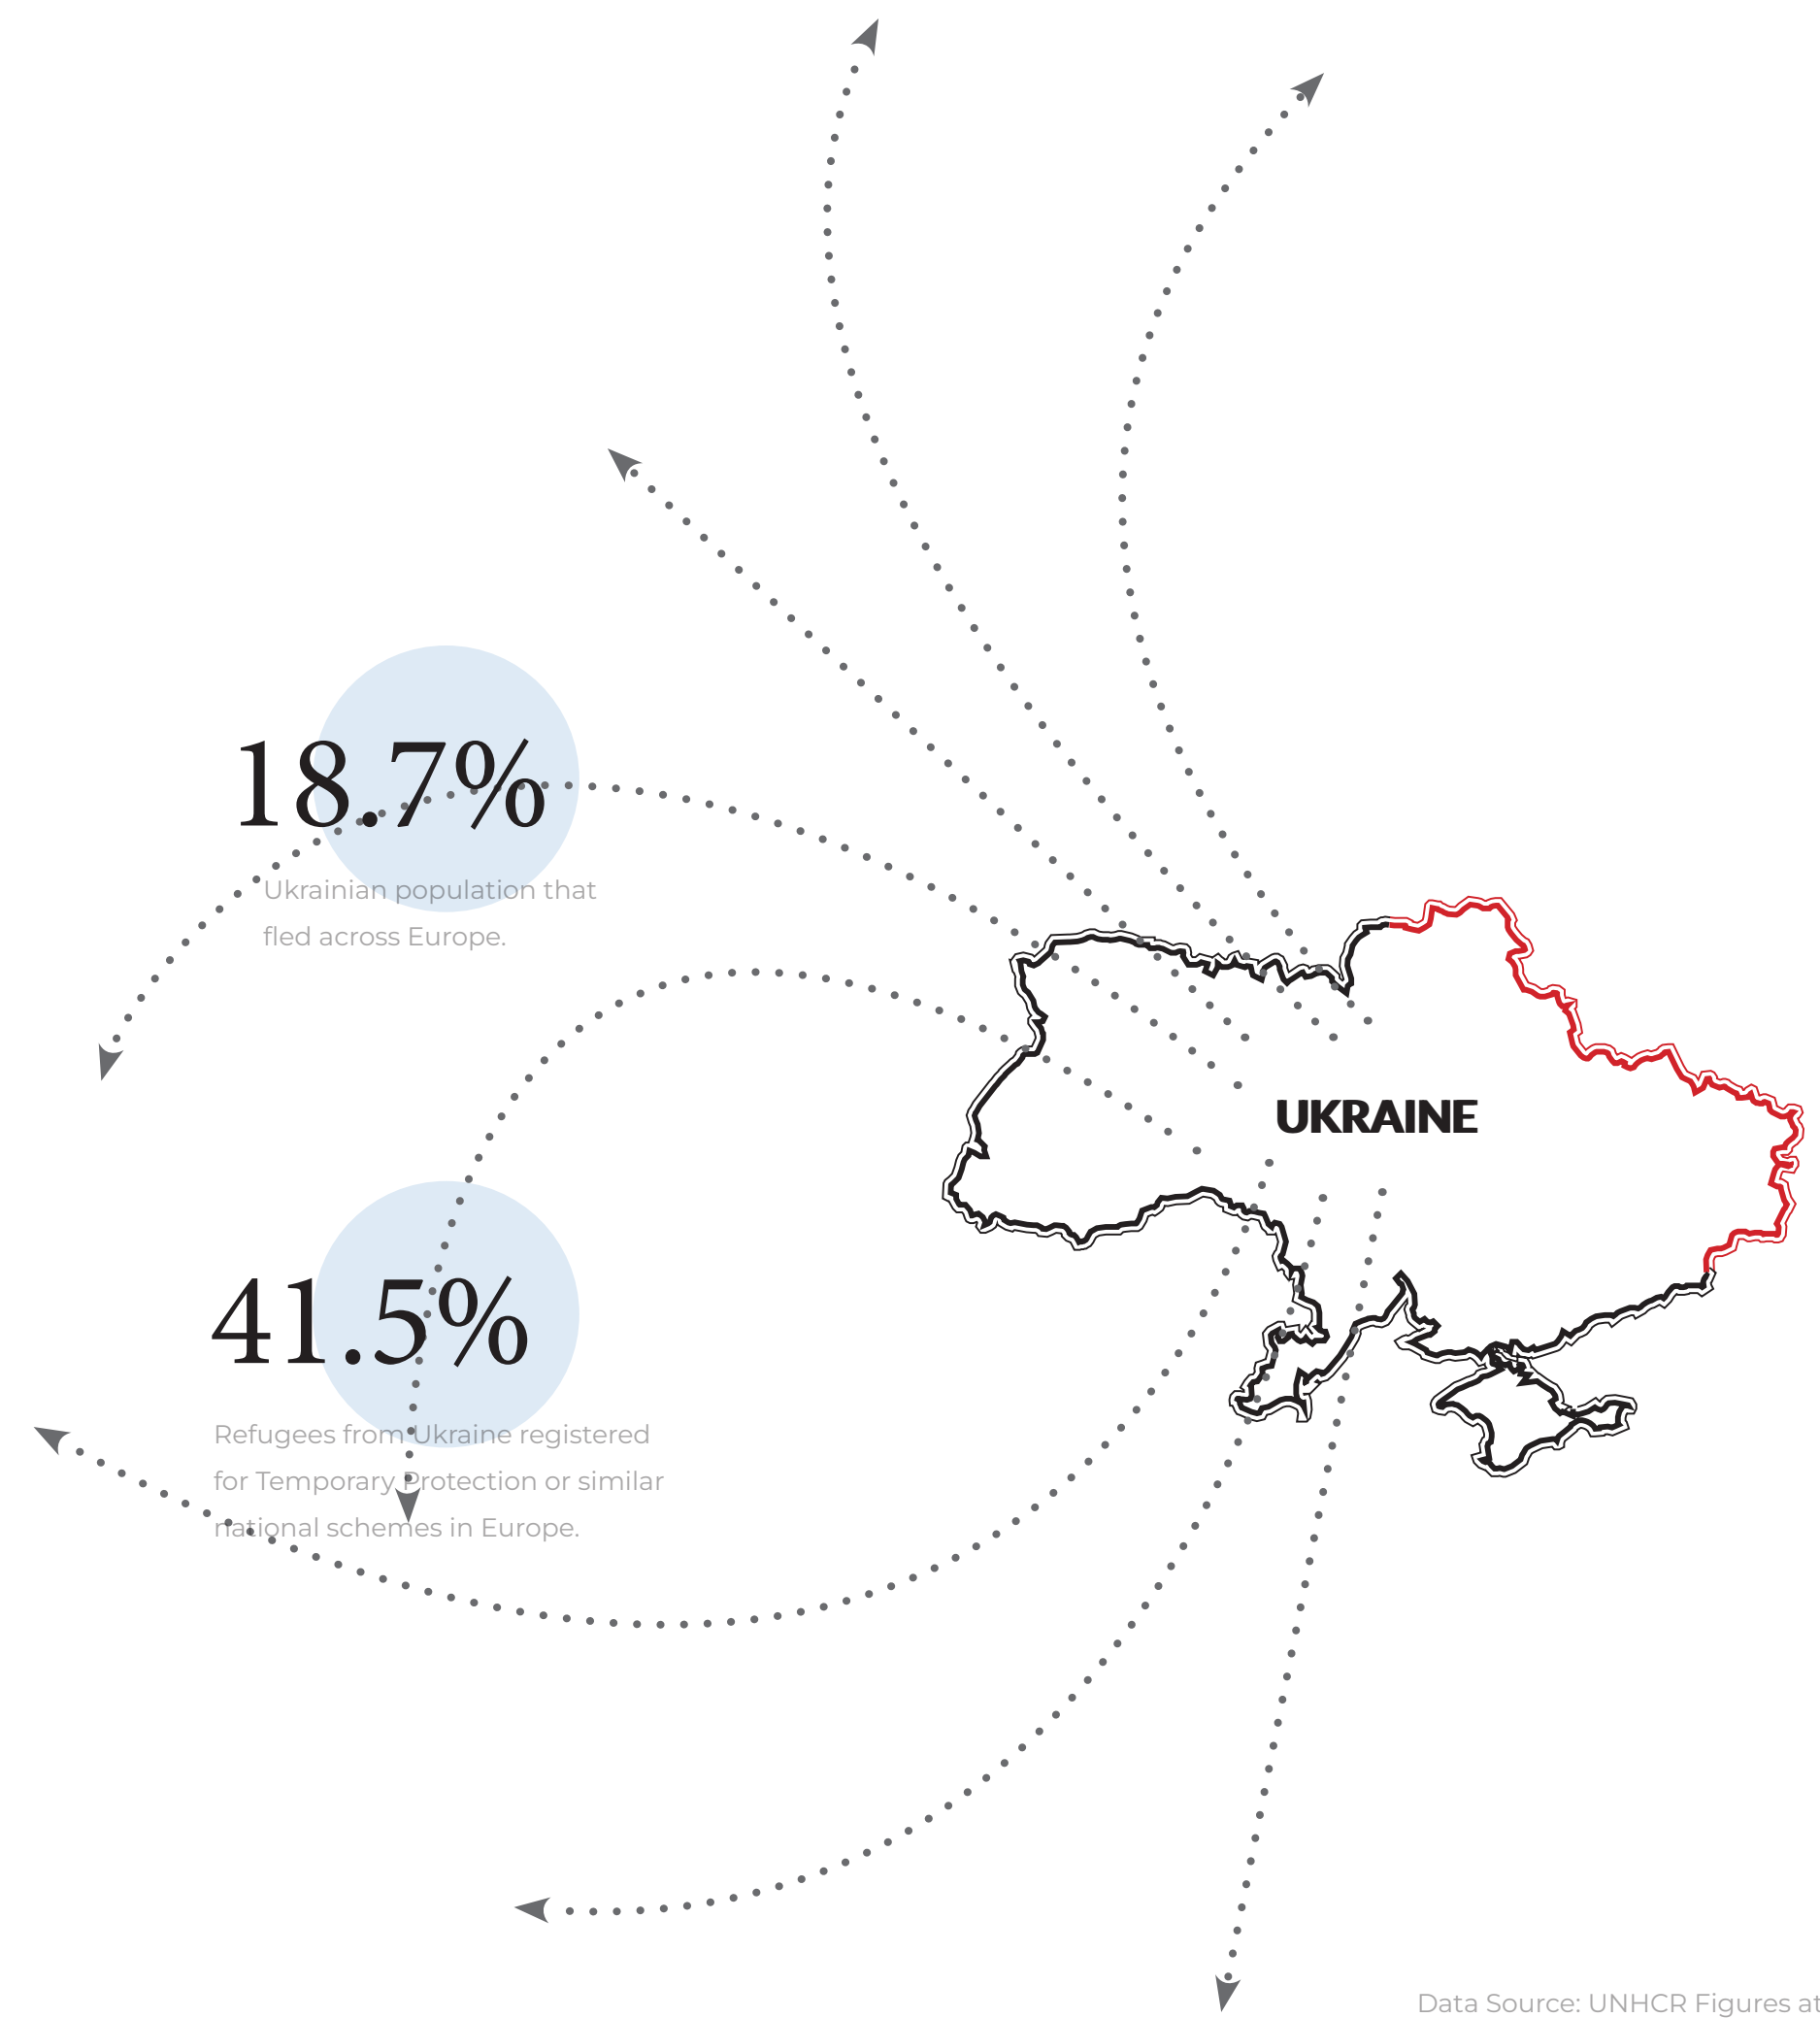 18.7%
Ukrainian population that
fled across Europe.
UKRAINE
41.5%
Refugees from Ukraine registered
for Temporary Protection or similar
national schemes in Europe.
Data Source: UNHCR Figures at